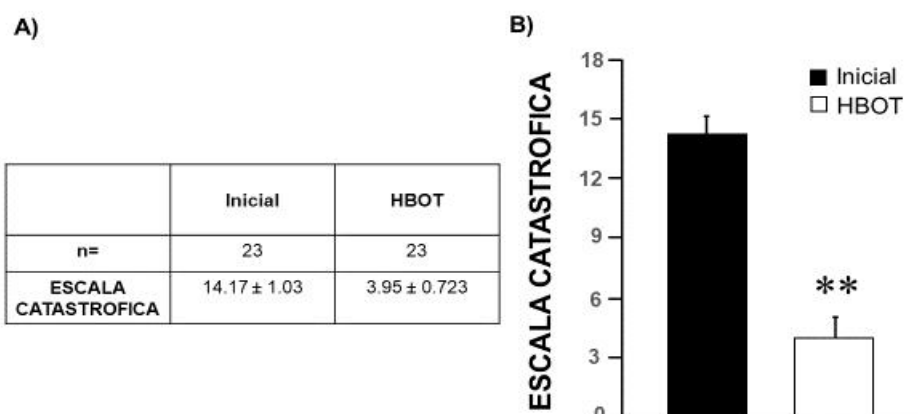 A)
Inicial HBOT
n= 23 23
ESCALA CATASTROFICA 14.17 ± 1.03 3.95 ± 0.723
B)
ESCALA CATASTROFICA
18
15
12
9
6
3
0
Inicial
HBOT
**